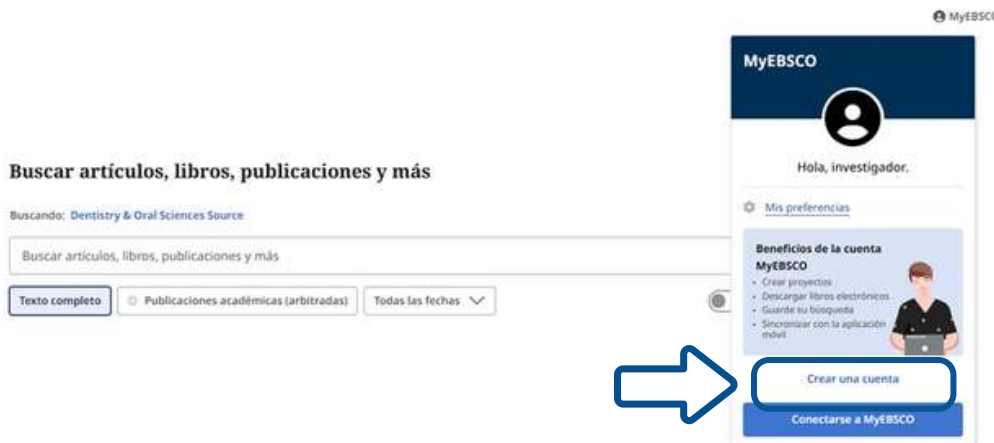 MyEBSCO
MyEBSCO
Hola, investigador.
Mis preferencias
Beneficios de la cuenta
MyEBSCO
• Crear proyectos
• Descargar libros electrónicos
• Guarde su búsqueda
• Sincronizar con la aplicación
móvil
Crear una cuenta
Conectarse a MyEBSCO
Buscar artículos, libros, publicaciones y más
Buscando: Dentistry & Oral Sciences Source
Buscar artículos, libros, publicaciones y más
Texto completo
Publicaciones académicas (arbitradas)
Todas las fechas